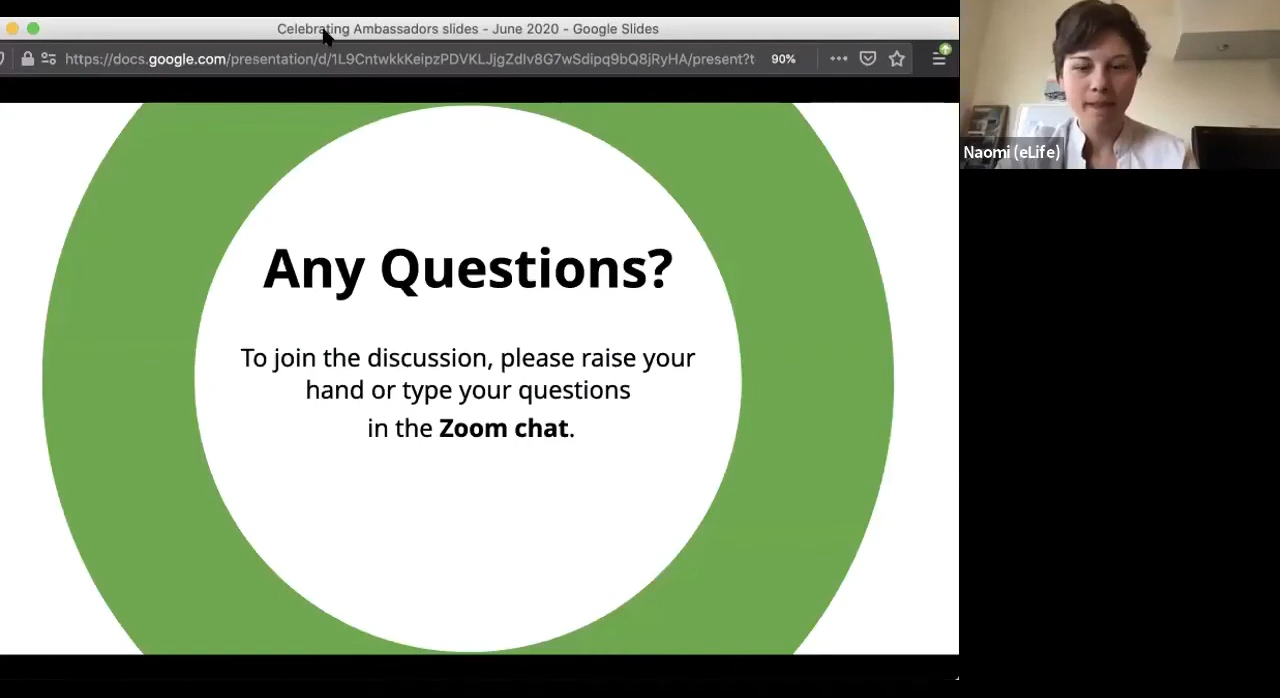 Celebrating Ambassadors slides - June 2020 - Google Slides
https://docs.google.com/presentation/d/1L9CntwkkKeipzPDVKLJjgZdIv8G7wSdipq9bQ8jRyHA/present?t 90%
Naomi (eLife)
Any Questions?
To join the discussion, please raise your
hand or type your questions
in the Zoom chat.